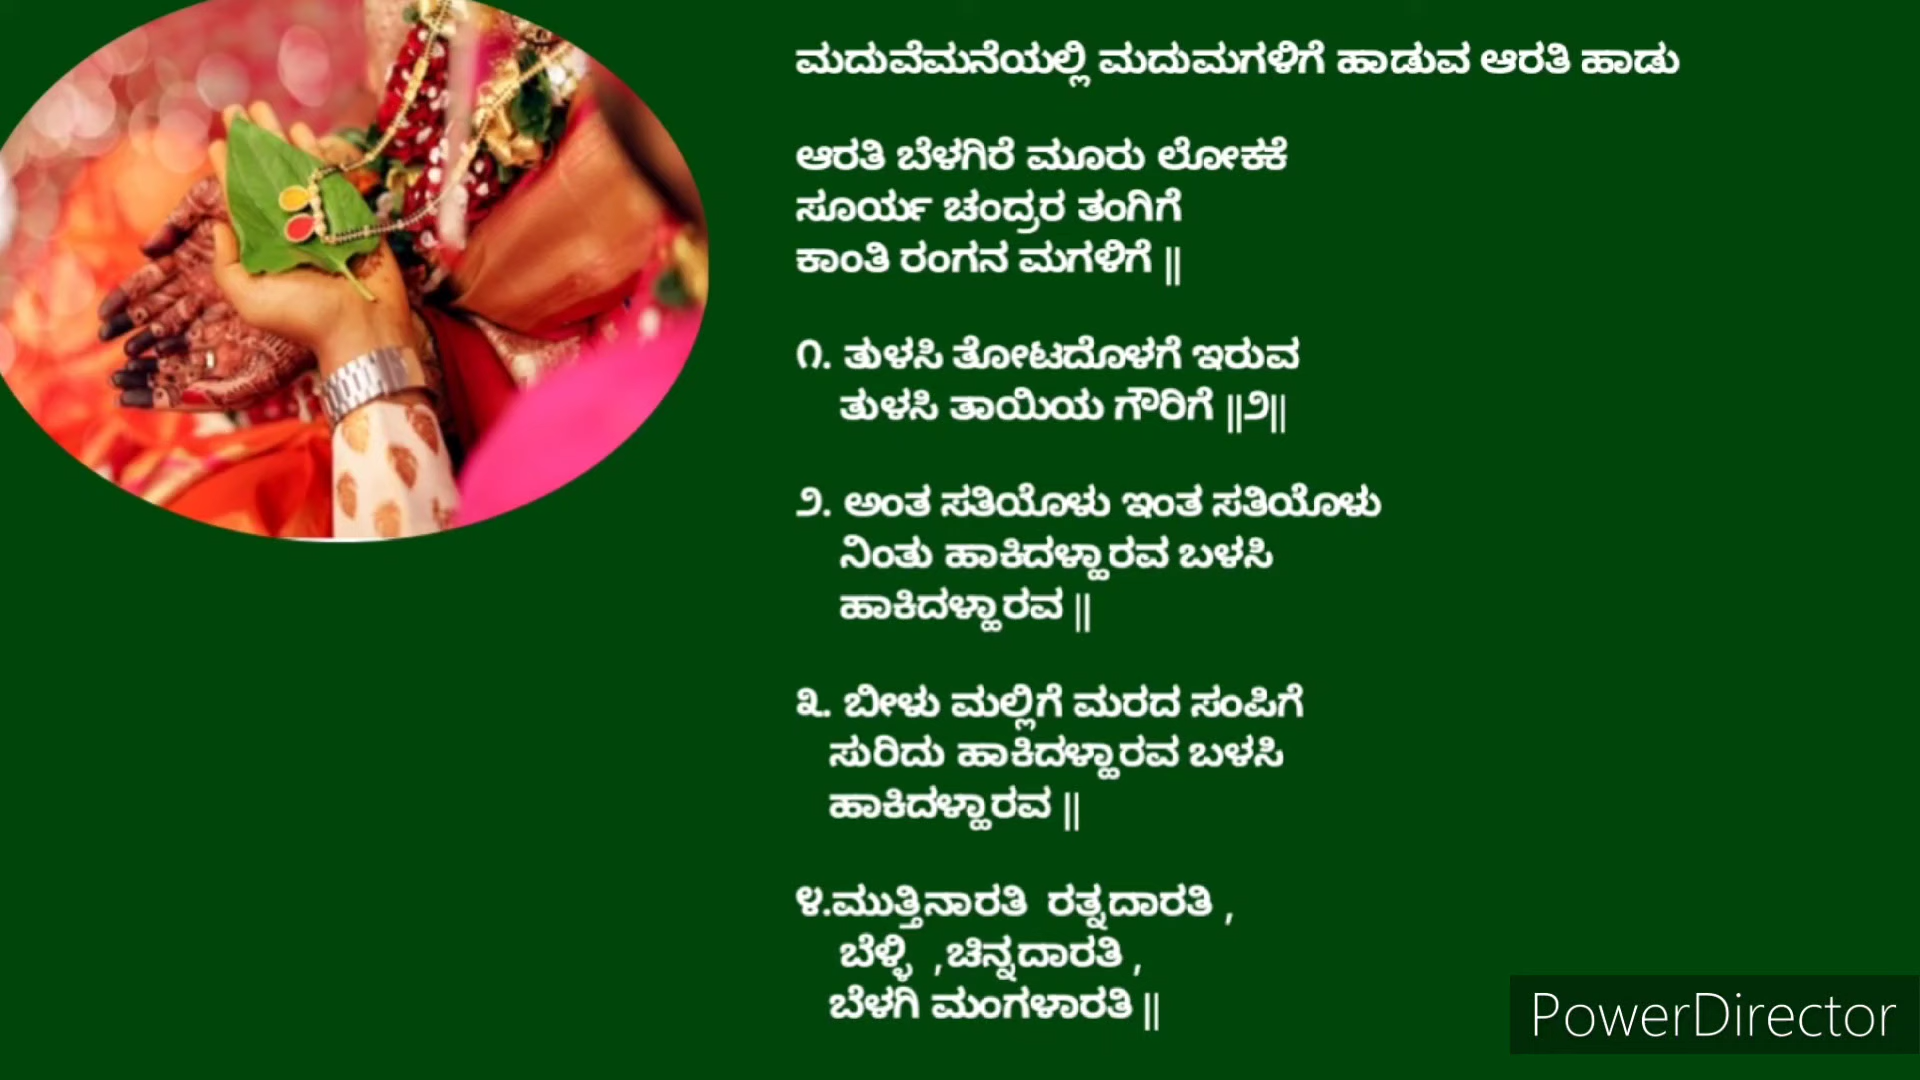 ಮದುವೆಮನೆಯಲ್ಲಿ ಮದುಮಗಳಿಗೆ ಹಾಡುವ ಆರತಿ ಹಾಡು
ಆರತಿ ಬೆಳಗಿರೆ ಮೂರು ಲೋಕಕೆ
ಸೂರ್ಯ ಚಂದ್ರರ ತಂಗಿಗೆ
ಕಾಂತಿ ರಂಗನ ಮಗಳಿಗೆ ||
೧. ತುಳಸಿ ತೋಟದೊಳಗೆ ಇರುವ
ತುಳಸಿ ತಾಯಿಯ ಗೌರಿಗೆ ||೨||
೨. ಅಂತ ಸತಿಯೊಳು ಇಂತ ಸತಿಯೊಳು
ನಿಂತು ಹಾಕಿದಳ್ಹಾರವ ಬಳಸಿ
ಹಾಕಿದಳ್ಹಾರವ ||
೩. ಬೀಳು ಮಲ್ಲಿಗೆ ಮರದ ಸಂಪಿಗೆ
ಸುರಿದು ಹಾಕಿದಳ್ಹಾರವ ಬಳಸಿ
ಹಾಕಿದಳ್ಹಾರವ ||
೪.ಮುತ್ತಿನಾರತಿ ರತ್ನದಾರತಿ ,
ಬೆಳ್ಳಿ ,ಚಿನ್ನದಾರತಿ ,
ಬೆಳಗಿ ಮಂಗಳಾರತಿ ||
PowerDirector